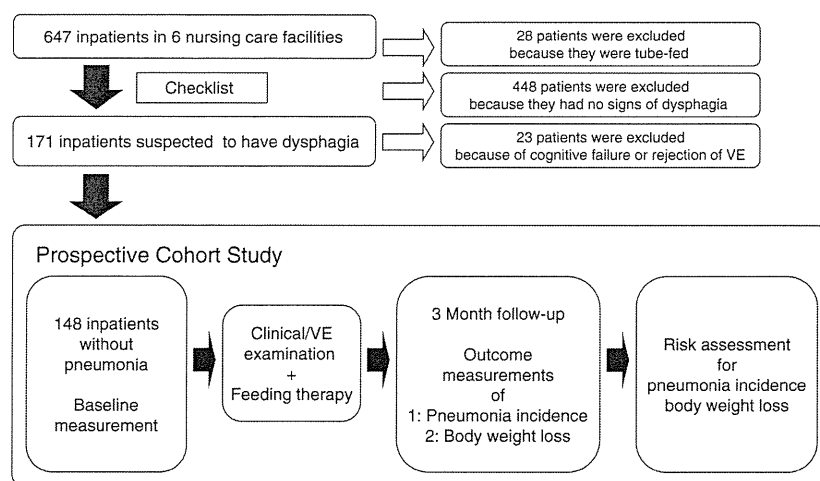 647 inpatients in 6 nursing care facilities
28 patients were excluded
because they were tube-fed
Checklist
448 patients were excluded
because they had no signs of dysphagia
171 inpatients suspected to have dysphagia
23 patients were excluded
because of cognitive failure or rejection of VE
Prospective Cohort Study
148 inpatients
without
pneumonia
Baseline
measurement
Clinical/VE
examination
+
Feeding therapy
3 Month follow-up
Outcome
measurements
of
1: Pneumonia incidence
2: Body weight loss
Risk assessment
for
pneumonia incidence
body weight loss